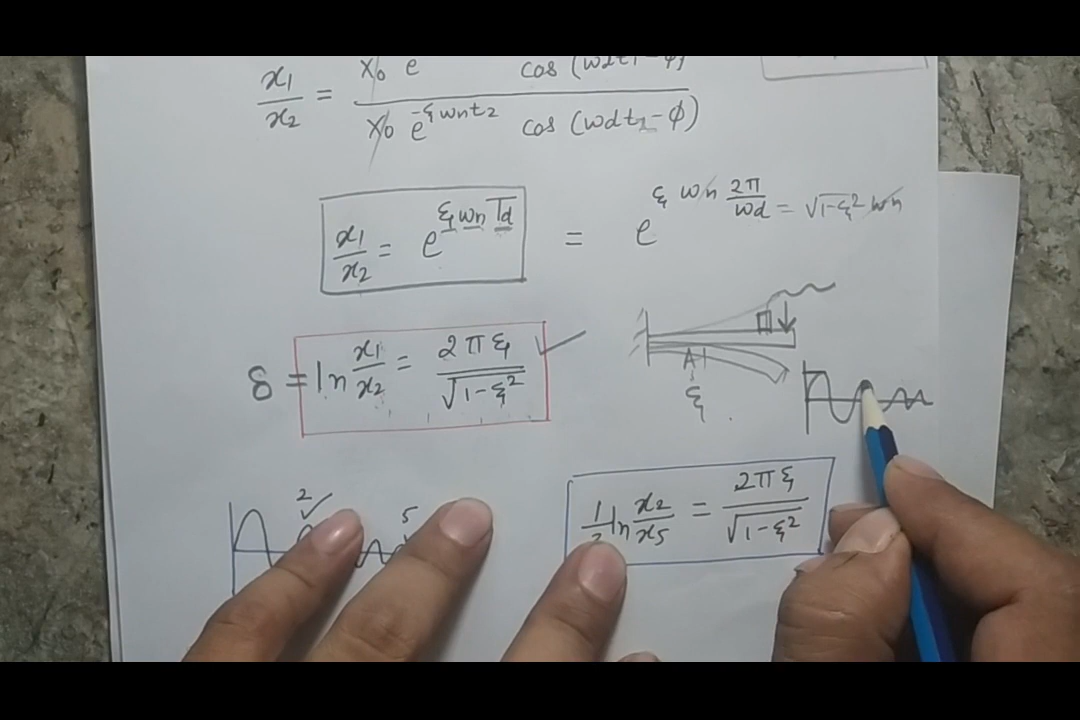 x1/x2 = X0 e cos (ωdt1-φ) / X0 e^-ξωnt2 cos (ωdt2-φ)
x1/x2 = e^ξωnTd = e^ξωn 2π/ωd = √1-ξ² ωn
δ = ln x1/x2 = 2πξ/√1-ξ²
Al
ξ
2
5
1/3 ln x2/x5 = 2πξ/√1-ξ²